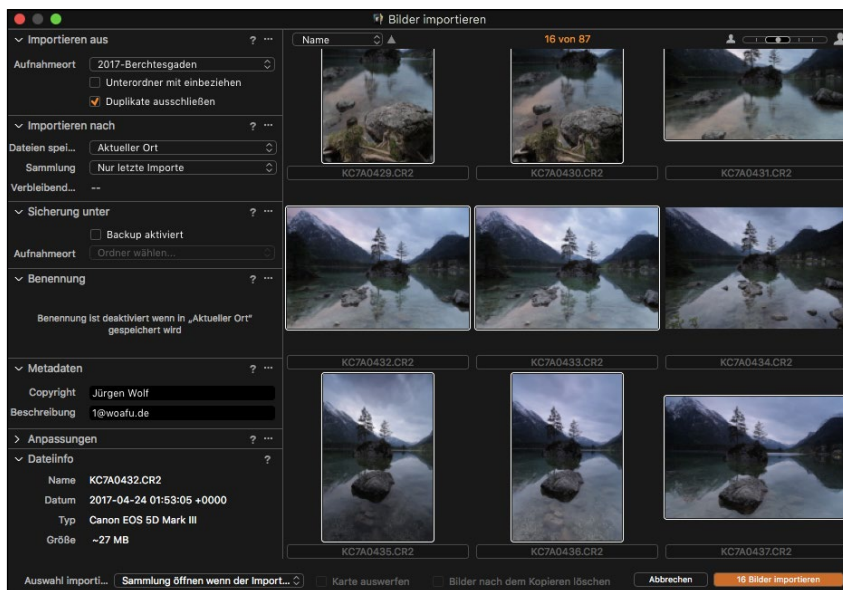 Bilder importieren
Importieren aus ? ...
Aufnahmeort 2017-Berchtesgaden
Unterordner mit einbeziehen
Duplikate ausschließen
Importieren nach ? ...
Dateien spei... Aktueller Ort
Sammlung Nur letzte Importe
Verbleibend... --
Sicherung unter ? ...
Backup aktiviert
Aufnahmeort Ordner wählen...
Benennung ? ...
Benennung ist deaktiviert wenn in „Aktueller Ort“
gespeichert wird
Metadaten ? ...
Copyright Jürgen Wolf
Beschreibung 1@woafu.de
Anpassungen ? ...
Dateiinfo ?
Name KC7A0432.CR2
Datum 2017-04-24 01:53:05 +0000
Typ Canon EOS 5D Mark III
Größe ~27 MB
Name 16 von 87
KC7A0429.CR2 KC7A0430.CR2 KC7A0431.CR2
KC7A0432.CR2 KC7A0433.CR2 KC7A0434.CR2
KC7A0435.CR2 KC7A0436.CR2 KC7A0437.CR2
Auswahl importi... Sammlung öffnen wenn der Import... Karte auswerfen Bilder nach dem Kopieren löschen Abbrechen 16 Bilder importieren